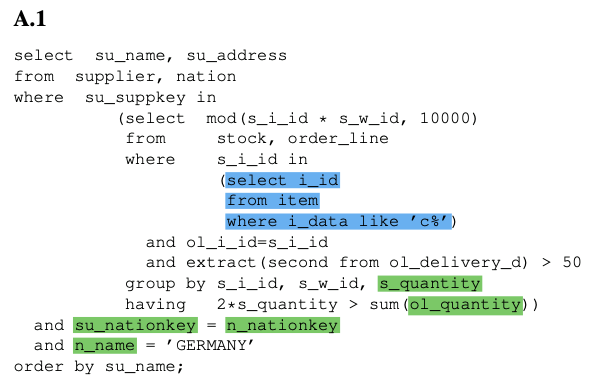 A.1
select su_name, su_address
from supplier, nation
where su_suppkey in
(select mod(s_i_id * s_w_id, 10000)
from stock, order_line
where s_i_id in
(select i_id
from item
where i_data like ’c%’)
and ol_i_id=s_i_id
and extract(second from ol_delivery_d) > 50
group by s_i_id, s_w_id, s_quantity
having 2*s_quantity > sum(ol_quantity))
and su_nationkey = n_nationkey
and n_name = ’GERMANY’
order by su_name;